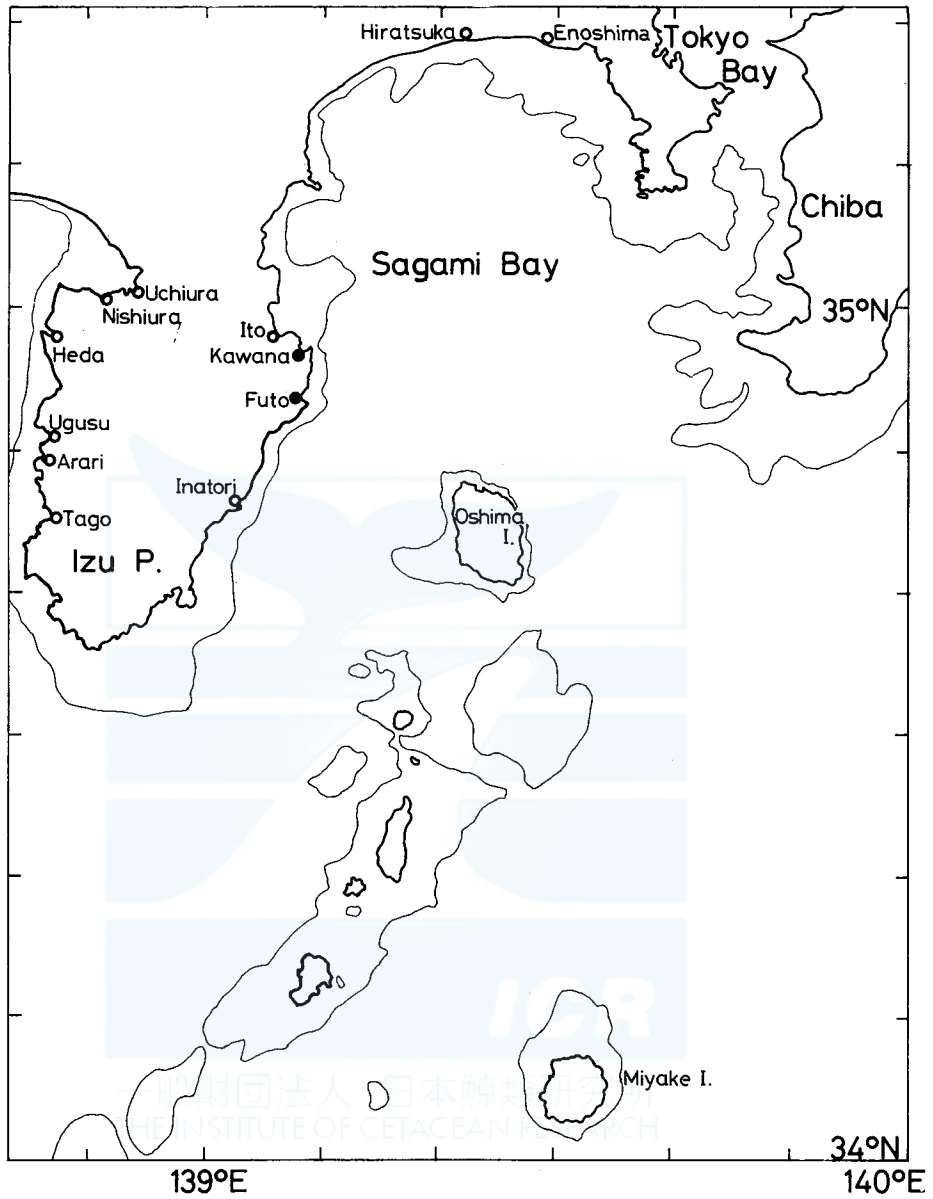 Hiratsuka
Enoshima
Tokyo
Bay
Chiba
Sagami Bay
Uchiura
Nishiura
35°N
Ito
Heda
Kawana
Futo
Ugusu
Arari
Inatori
Tago
Oshima
I.
Izu P.
ICR
Miyake I.
一般財団法人 日本鯨類研究所
THE INSTITUTE OF CETACEAN RESEARCH
34°N
139°E
140°E